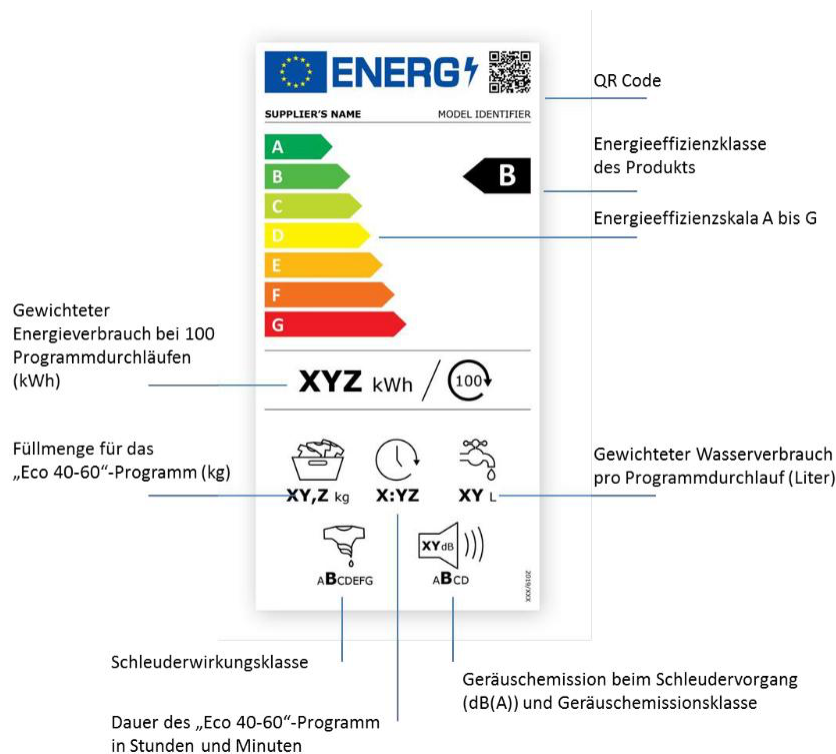 ENERG
SUPPLIER'S NAME MODEL IDENTIFIER
A
B
B
C
D
E
F
G
XYZ kWh / 100
XY,Z kg X:YZ XY L
ABCDEFG
XYdB
ABCD
2019/XXX
QR Code
Energieeffizienzklasse
des Produkts
Energieeffizienzskala A bis G
Gewichteter
Energieverbrauch bei 100
Programmdurchläufen
(kWh)
Füllmenge für das
„Eco 40-60“-Programm (kg)
Gewichteter Wasserverbrauch
pro Programmdurchlauf (Liter)
Schleuderwirkungsklasse
Geräuschemission beim Schleudervorgang
(dB(A)) und Geräuschemissionsklasse
Dauer des „Eco 40-60“-Programm
in Stunden und Minuten